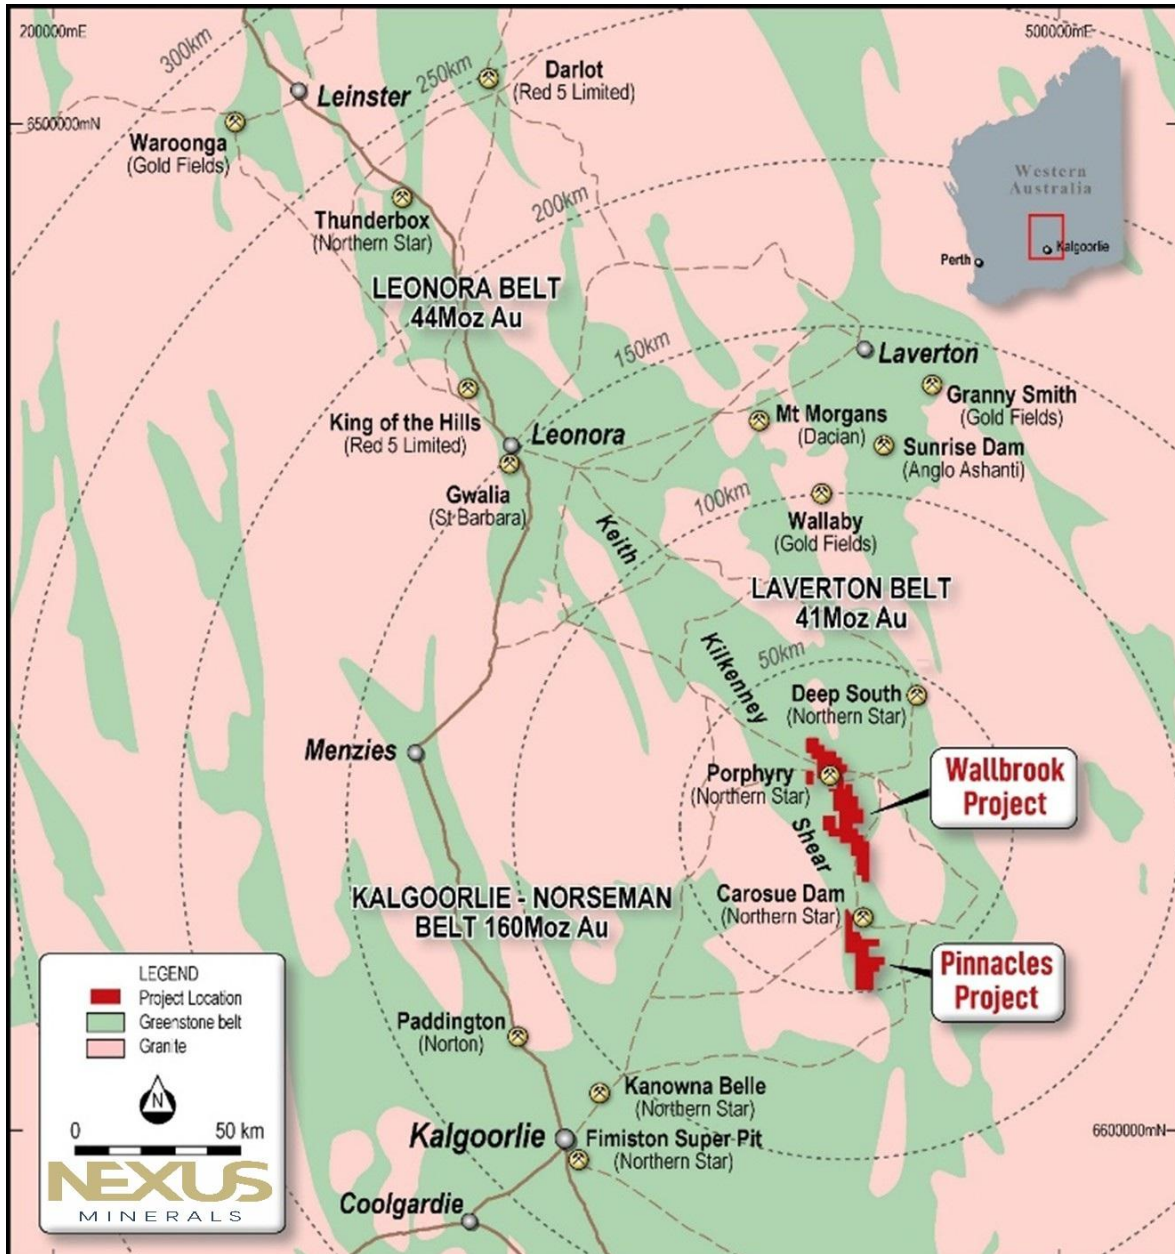 200000mE
500000mE
300km
250km
Darlot
(Red 5 Limited)
Leinster
6500000mN
Waroonga
(Gold Fields)
Western
Australia
Kalgoorlie
Perth
200km
Thunderbox
(Northern Star)
LEONORA BELT
44Moz Au
150km
Laverton
Granny Smith
(Gold Fields)
King of the Hills
(Red 5 Limited)
Leonora
Mt Morgans
(Dacian)
Sunrise Dam
(Anglo Ashanti)
Gwalia
(St Barbara)
100km
Wallaby
(Gold Fields)
Keith
LAVERTON BELT
41Moz Au
Kilkenney
50km
Deep South
(Northern Star)
Menzies
Porphyry
(Northern Star)
Wallbrook
Project
Shear
KALGOORLIE - NORSEMAN
BELT 160Moz Au
Carosue Dam
(Northern Star)
Pinnacles
Project
LEGEND
Project Location
Greenstone belt
Granite
N
0 50 km
NEXUS
MINERALS
Paddington
(Norton)
Kanowna Belle
(Northern Star)
Kalgoorlie
Fimiston Super Pit
(Northern Star)
6600000mN
Coolgardie